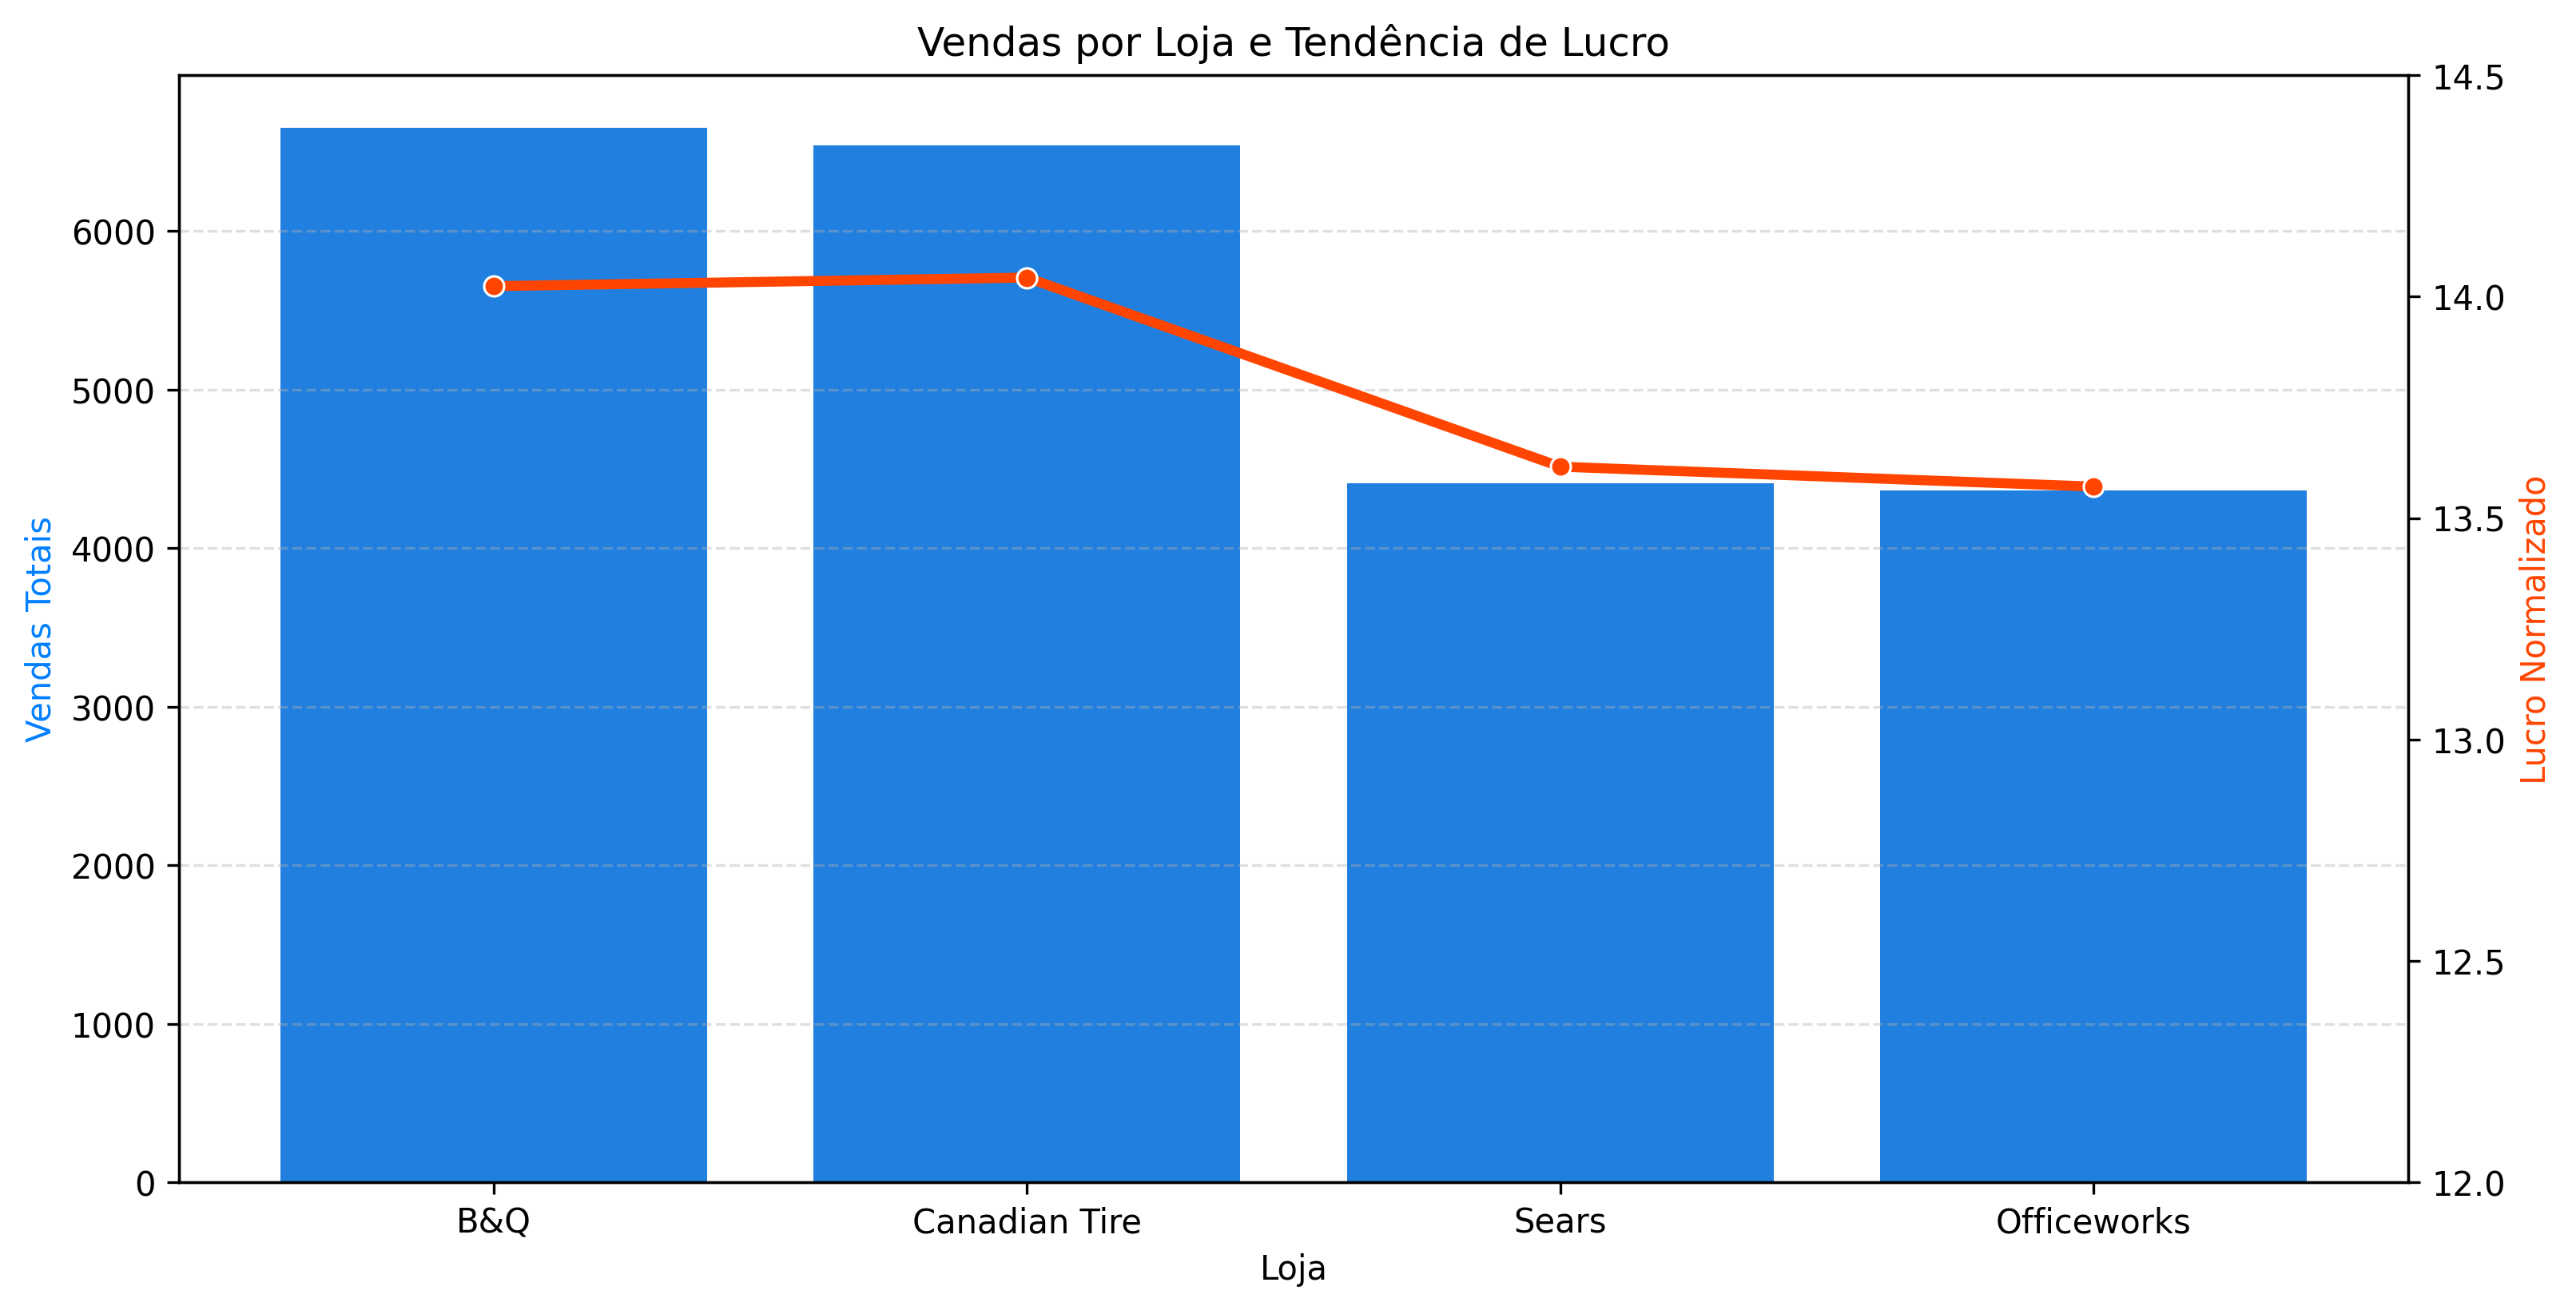 Vendas por Loja e Tendência de Lucro
Vendas Totais
6000
5000
4000
3000
2000
1000
0
14.5
14.0
13.5
13.0
12.5
12.0
Lucro Normalizado
B&Q
Canadian Tire
Sears
Officeworks
Loja